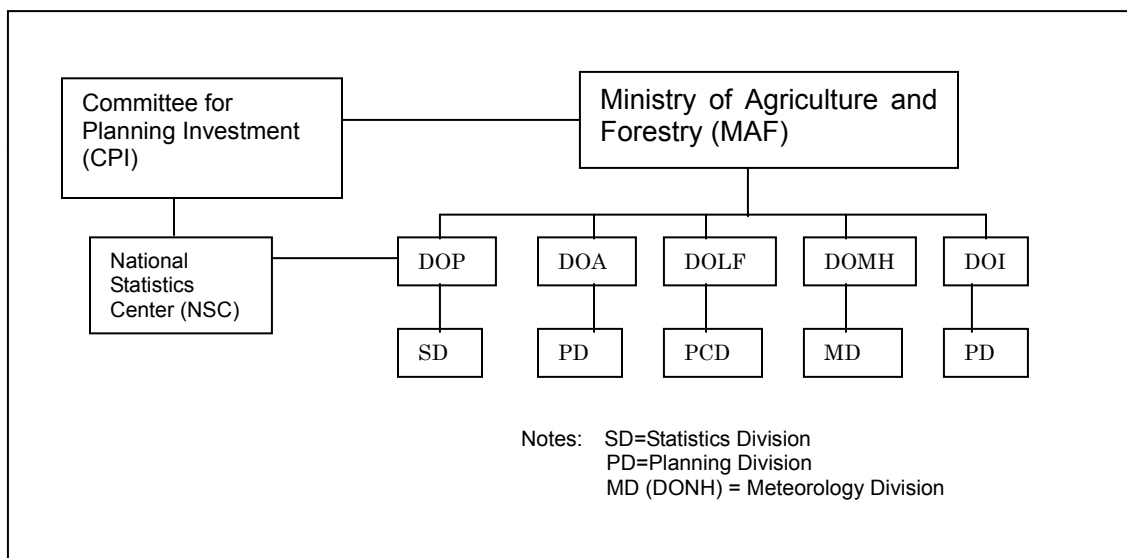 Committee for
Planning Investment
(CPI)
Ministry of Agriculture and
Forestry (MAF)
National
Statistics
Center (NSC)
DOP
DOA
DOLF
DOMH
DOI
SD
PD
PCD
MD
PD
Notes: SD=Statistics Division
PD=Planning Division
MD (DONH) = Meteorology Division